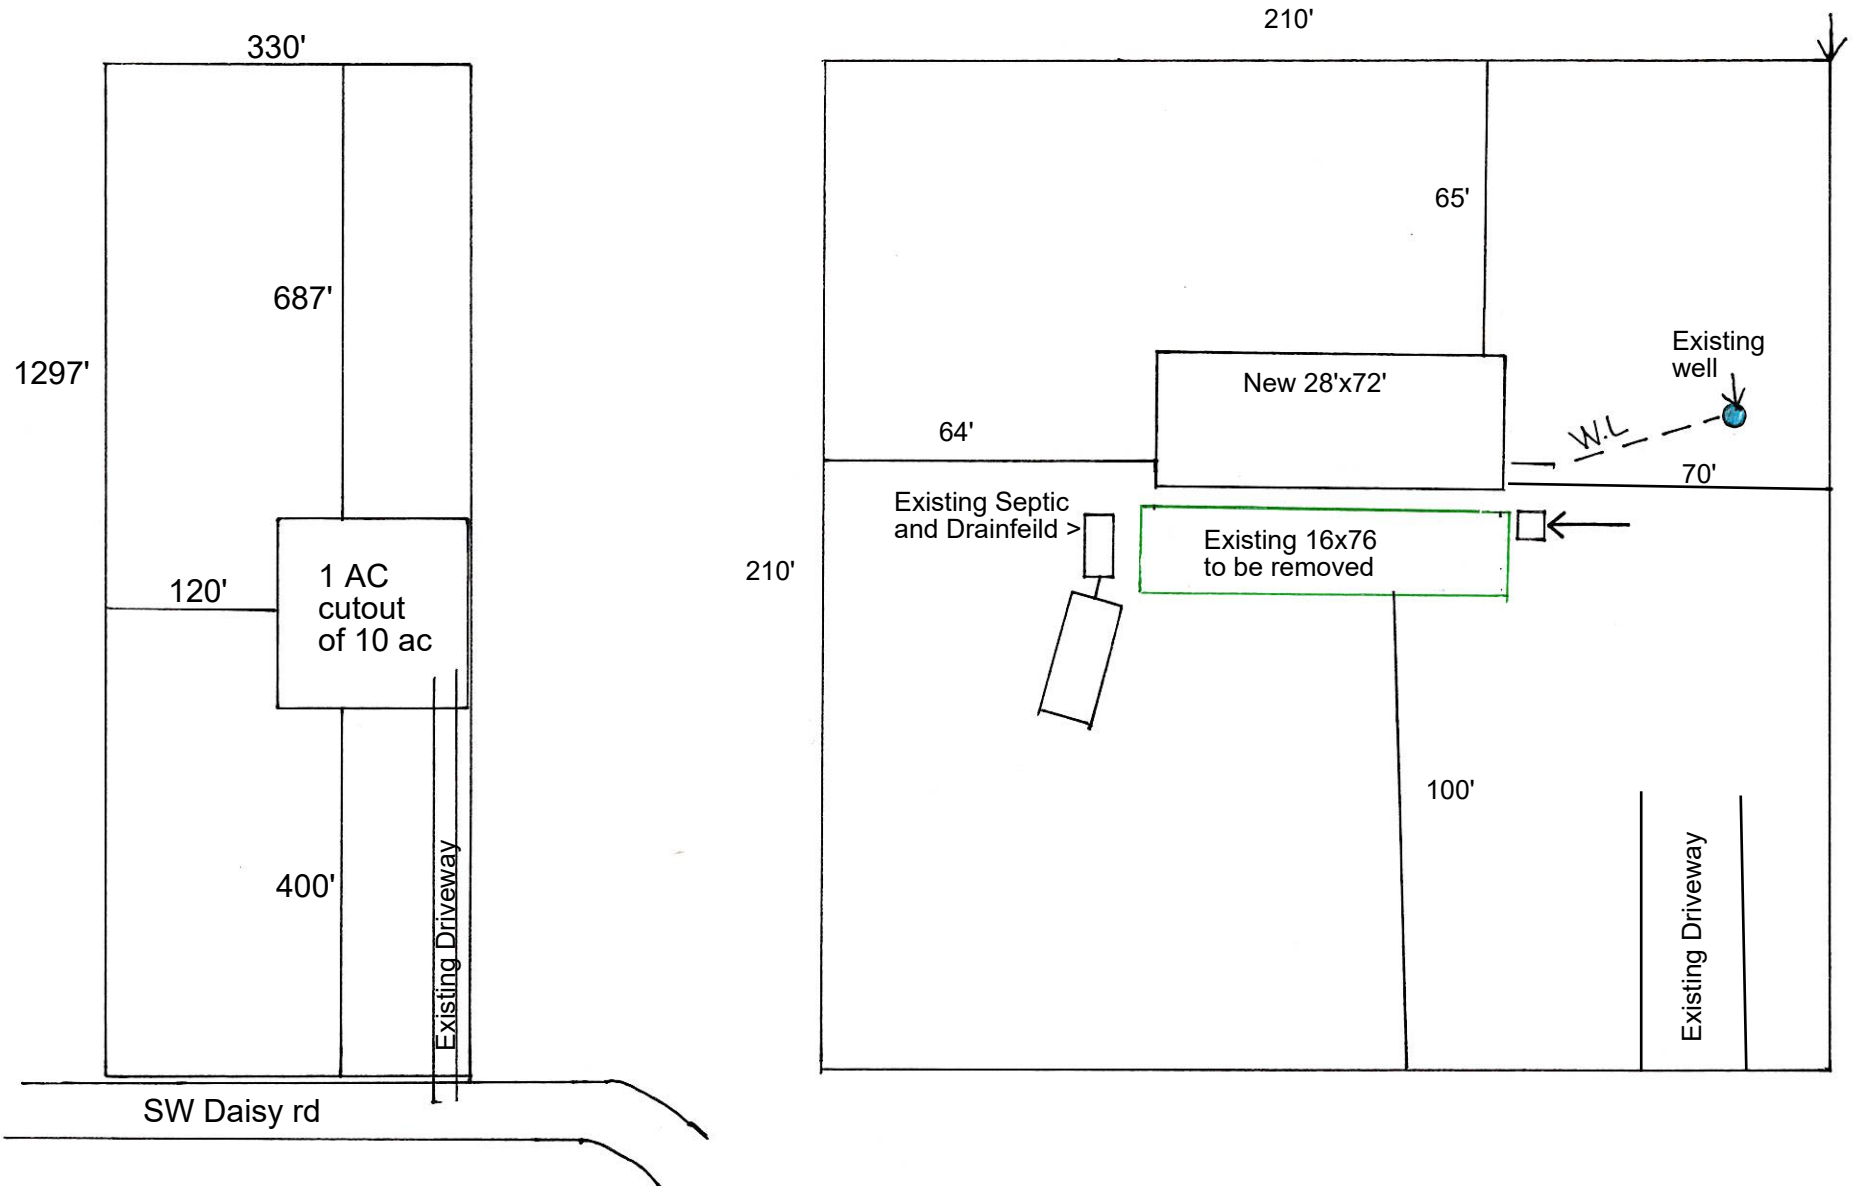 330'
687'
1297'
120'
1 AC
cutout
of 10 ac
400'
Existing Driveway
SW Daisy rd
210'
65'
New 28'x72'
Existing
well
64'
W.L
70'
Existing Septic
and Drainfeild >
Existing 16x76
to be removed
210'
100'
Existing Driveway